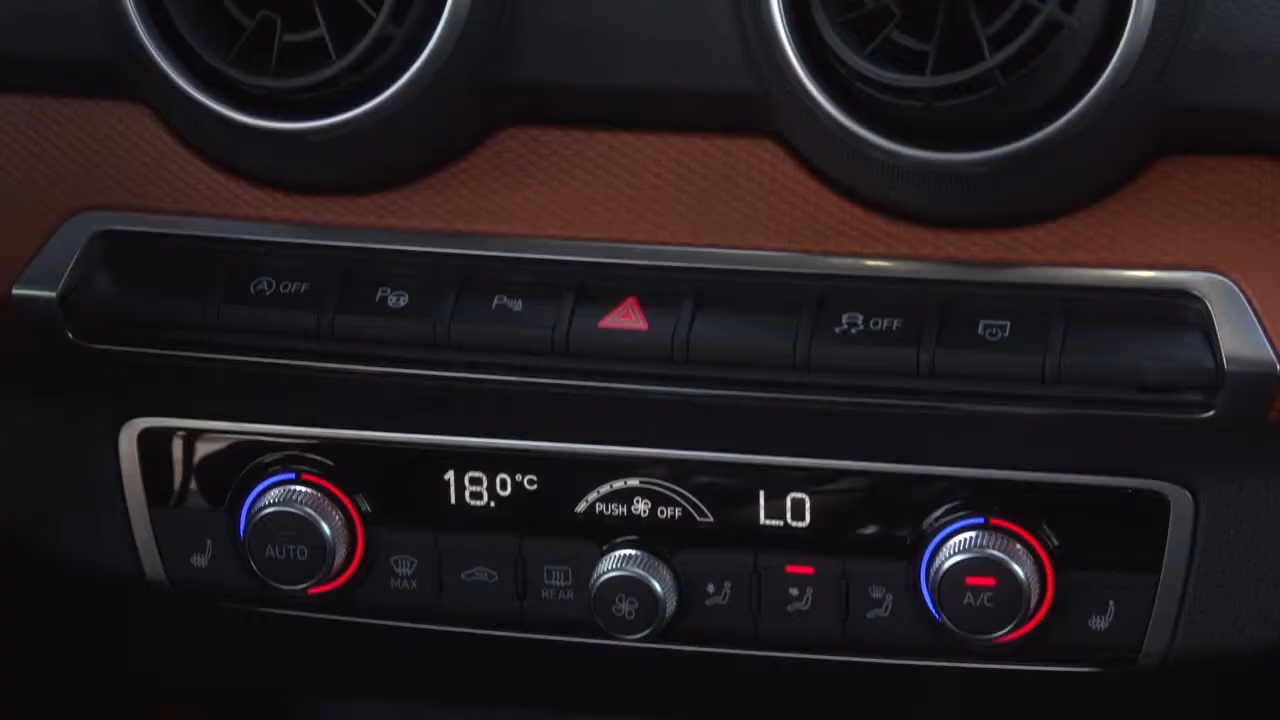 A OFF
P
P
OFF
18.0°C
PUSH OFF
LO
AUTO
MAX
REAR
A/C